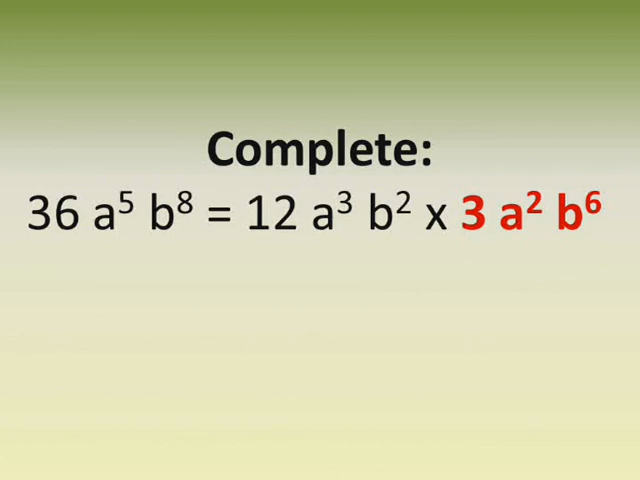 Complete:
36 a⁵ b⁸ = 12 a³ b² x 3 a² b⁶